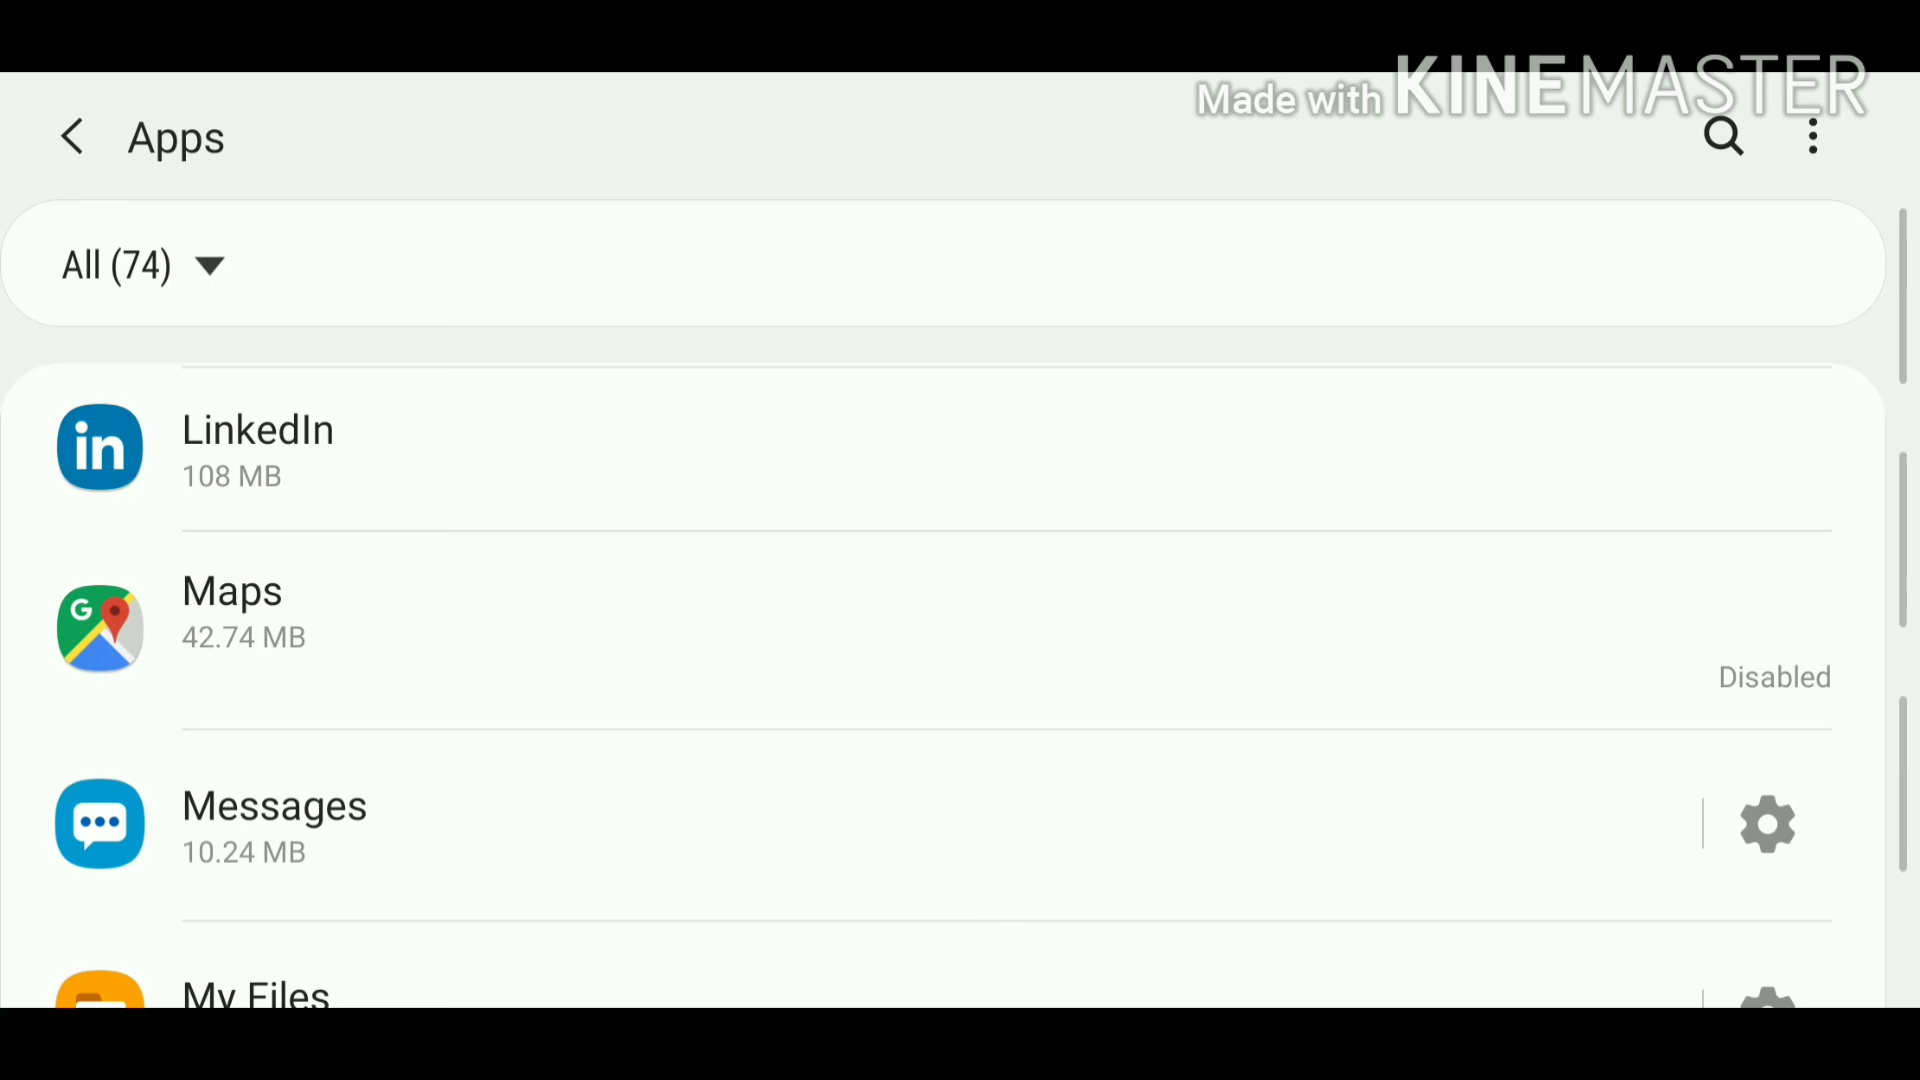 Made with KINEMASTER
Apps
All (74)
in
LinkedIn
108 MB
G
Maps
42.74 MB
Disabled
Messages
10.24 MB
My Files